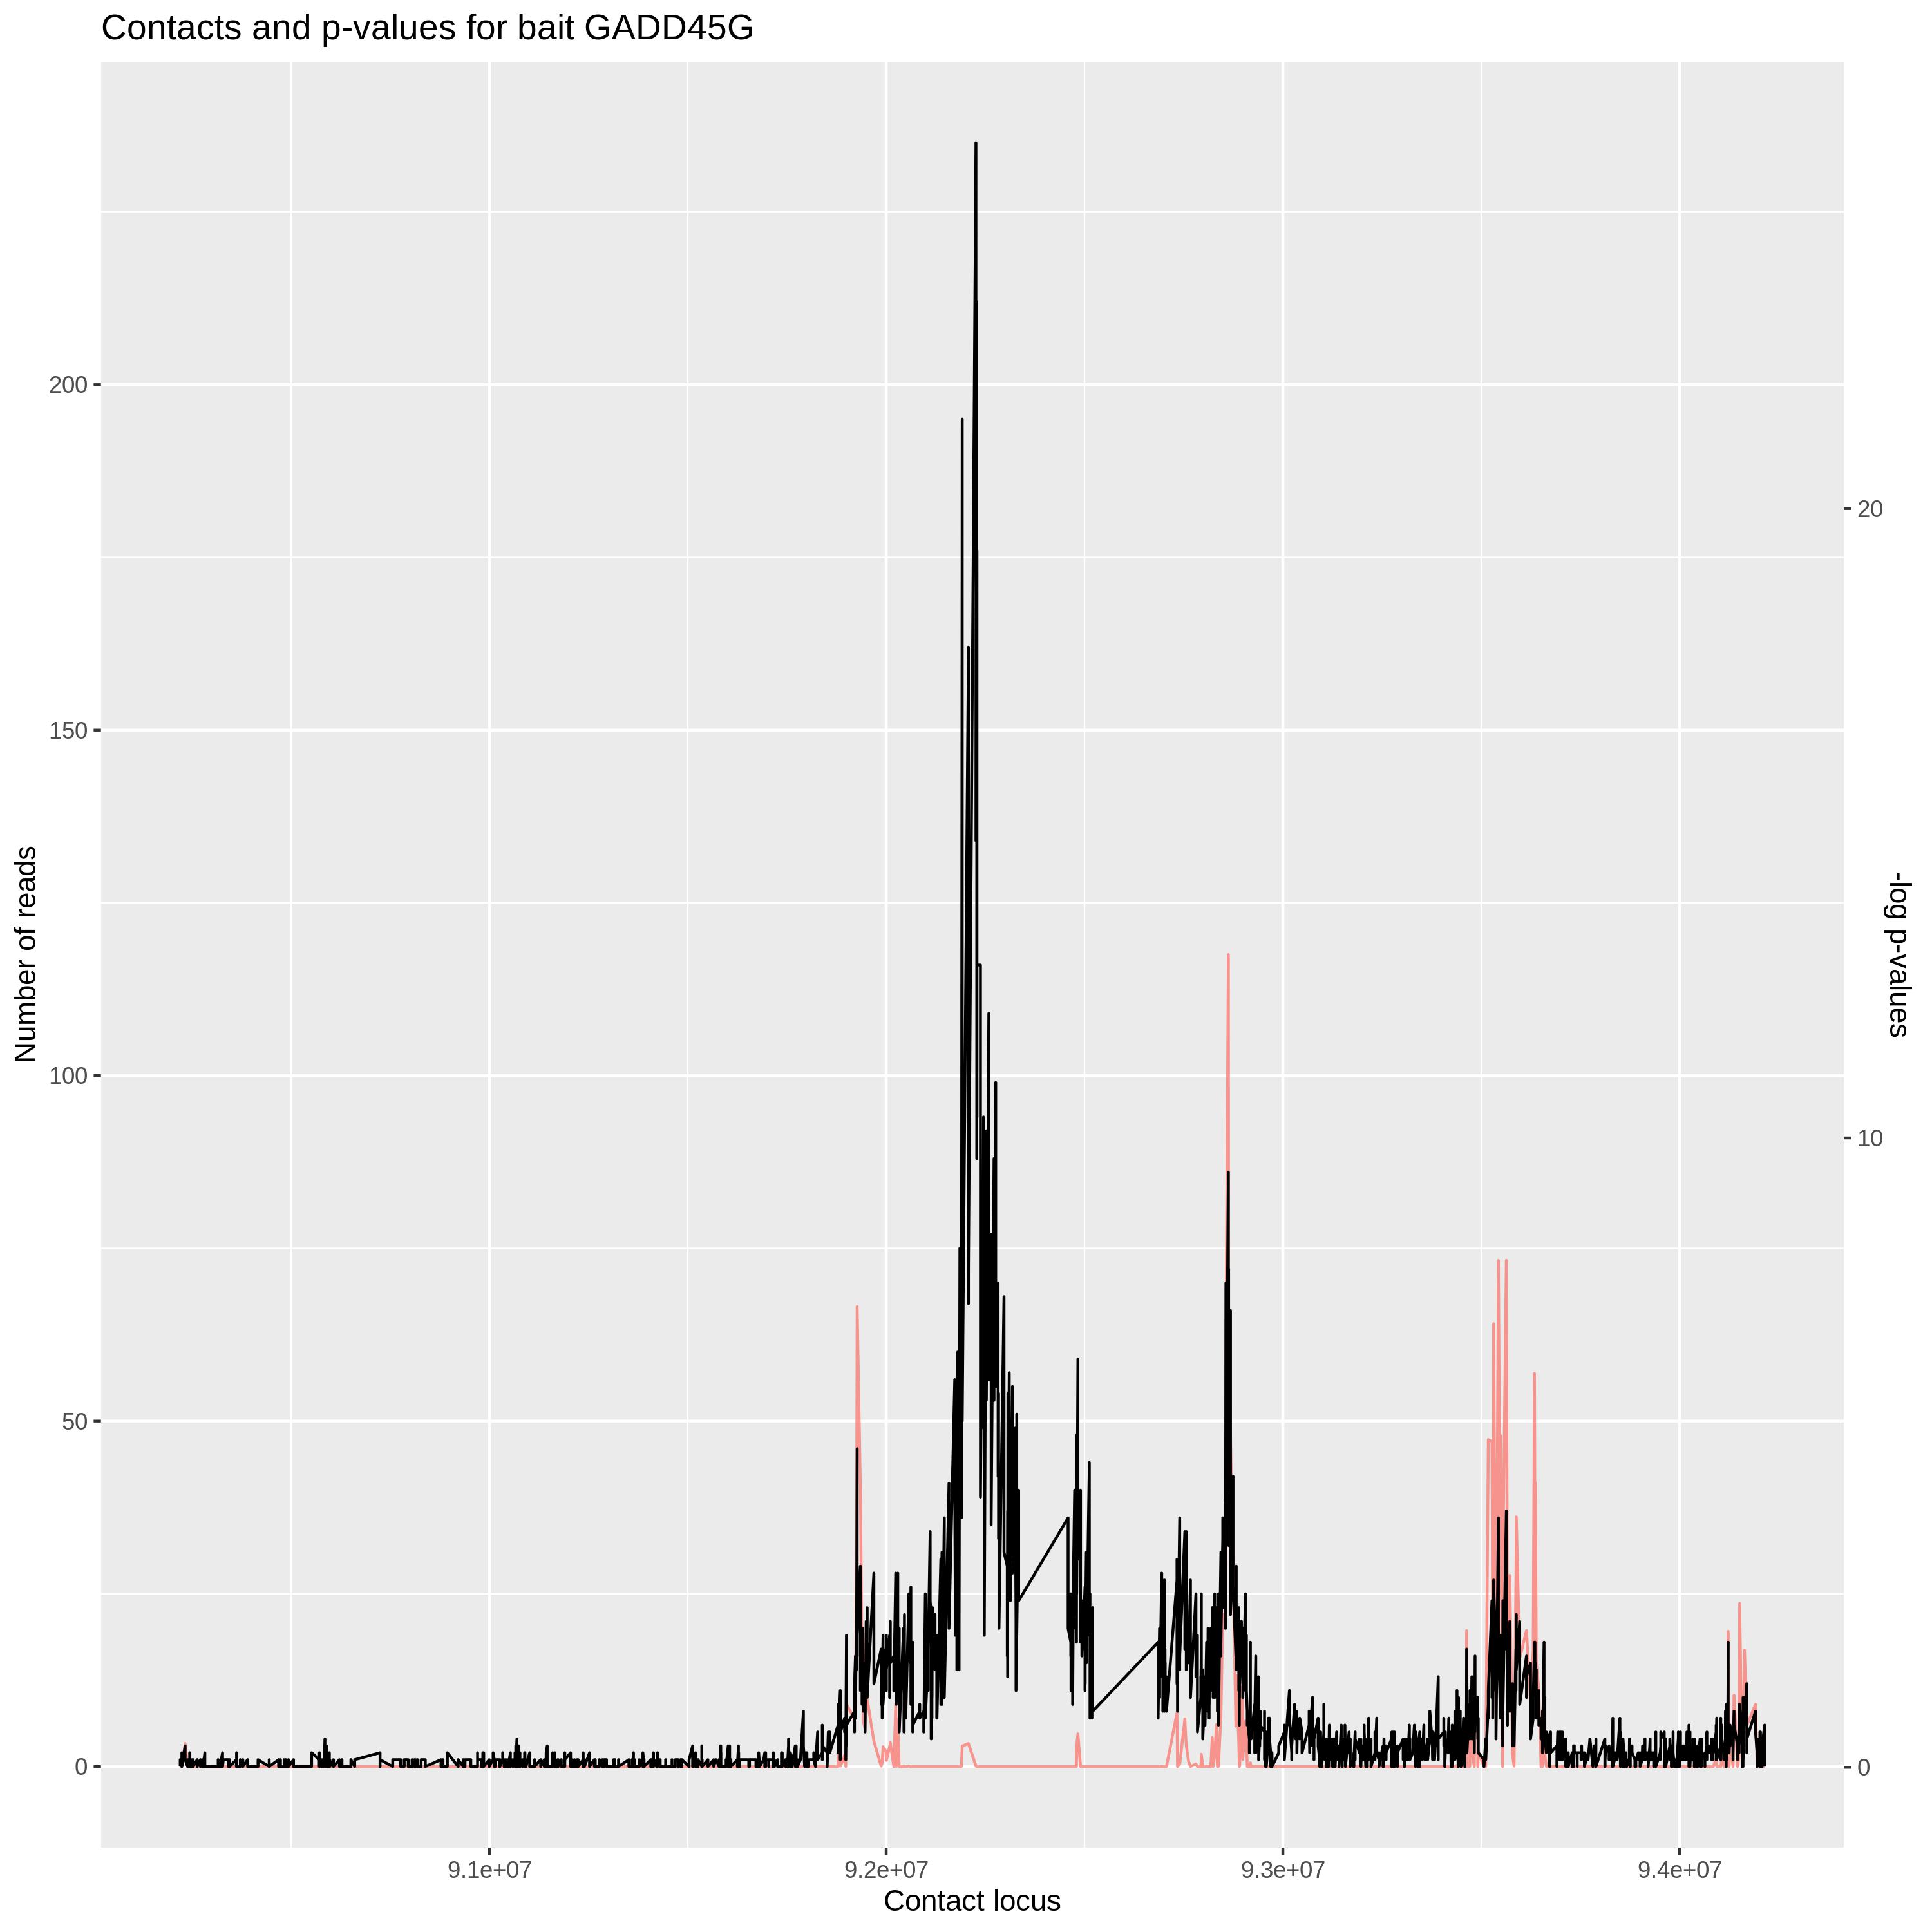 Contacts and p-values for bait GADD45G
200
150
100
50
0
20
10
0
Number of reads
-log p-values
9.1e+07
9.2e+07
9.3e+07
9.4e+07
Contact locus